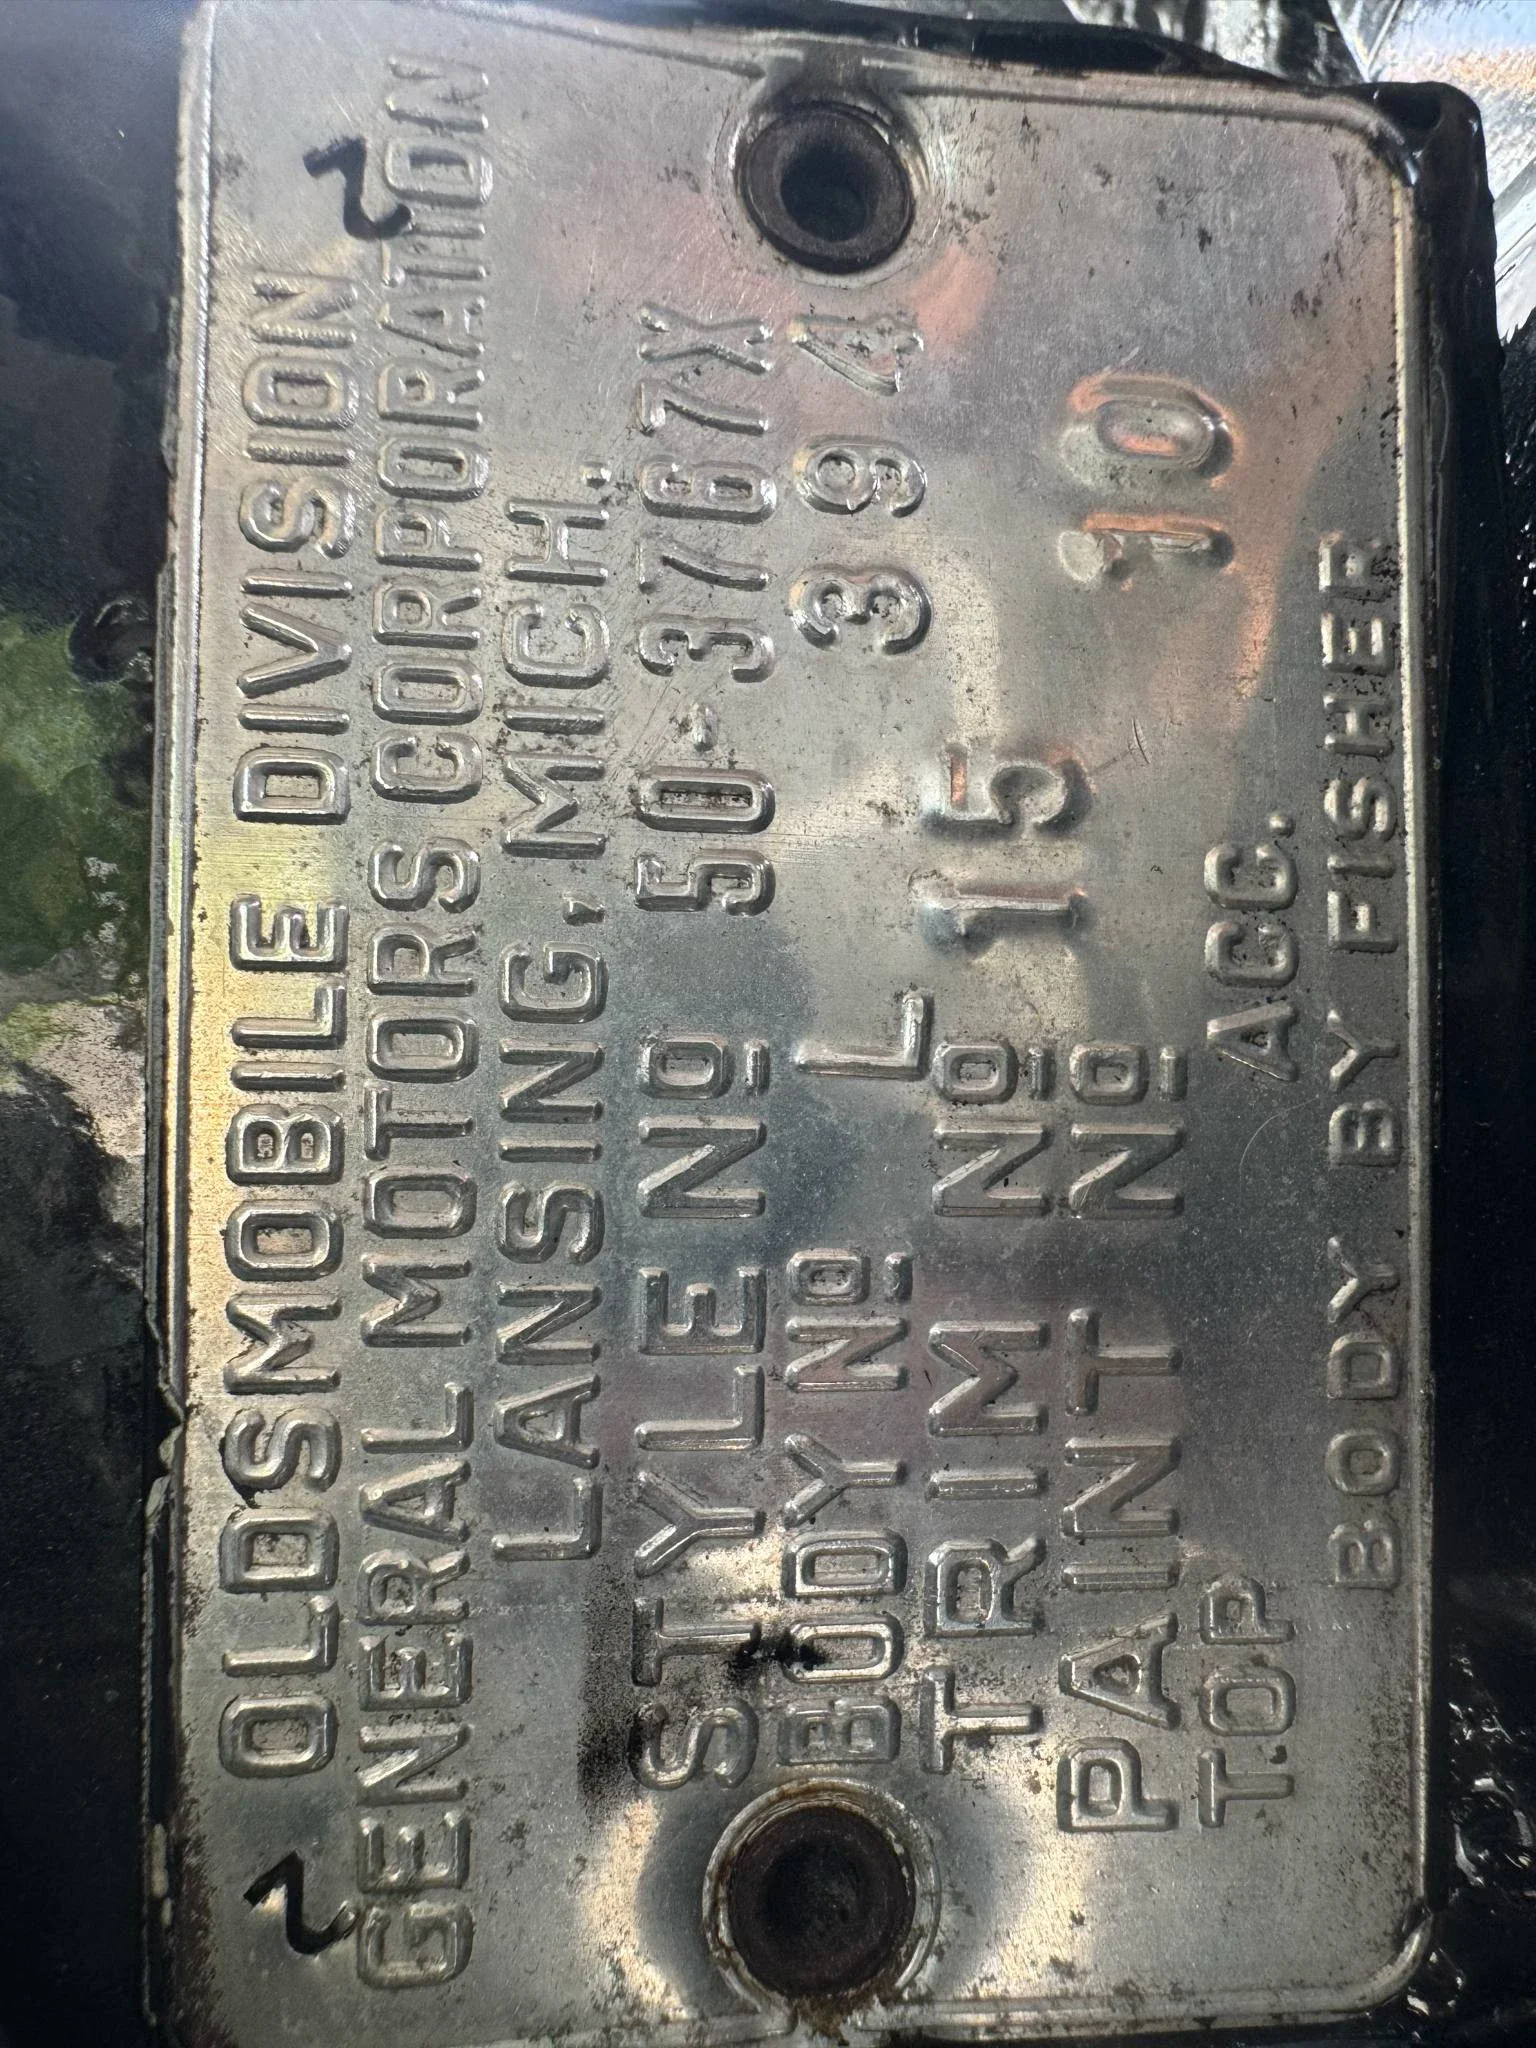 OLDSMOBILE DIVISION
GENERAL MOTORS CORPORATION
LANSING, MICH.
STYLE NO. 50-3767X
BODY NO. L 394
TRIM NO. 15
PAINT NO. 10
TOP ACC.
BODY BY FISHER